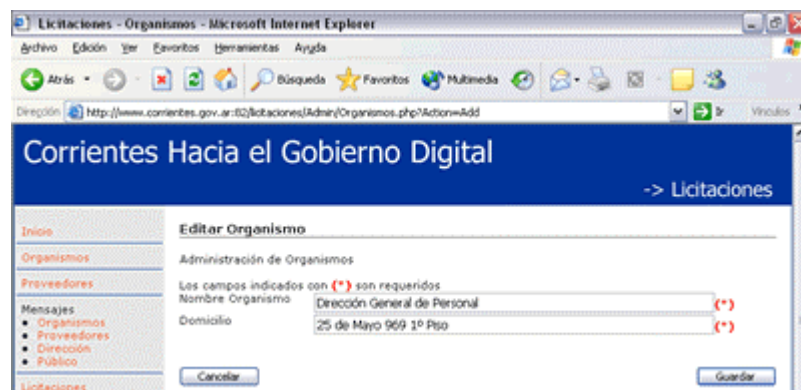 Licitaciones - Organismos - Microsoft Internet Explorer
Archivo Edición Ver Favoritos Herramientas Ayuda
Atrás Búsqueda Favoritos Multimedia
Dirección http://www.corrientes.gov.ar:82/licitaciones/Admin/Organismos.php?Action=Add Ir Vínculos
Corrientes Hacia el Gobierno Digital
-> Licitaciones
Inicio
Organismos
Proveedores
Mensajes
Organismos
Proveedores
Dirección
Público
Licitaciones
Editar Organismo
Administración de Organismos
Los campos indicados con (*) son requeridos
Nombre Organismo Dirección General de Personal (*)
Domicilio 25 de Mayo 969 1º Piso (*)
Cancelar Guardar